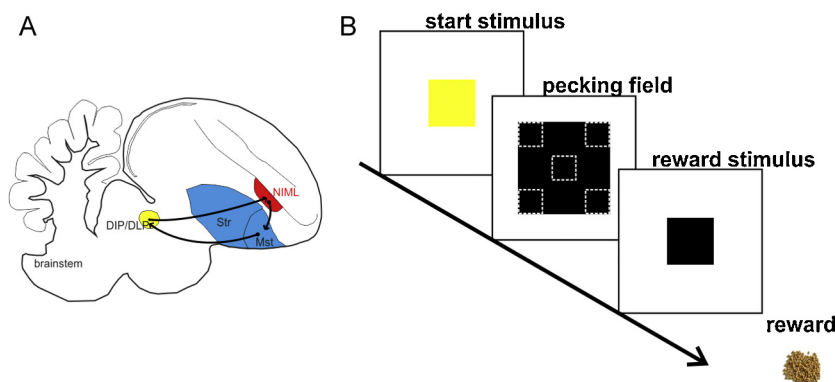 A
B
start stimulus
pecking field
reward stimulus
reward
NIML
Str
DIP/DLP
Mst
brainstem